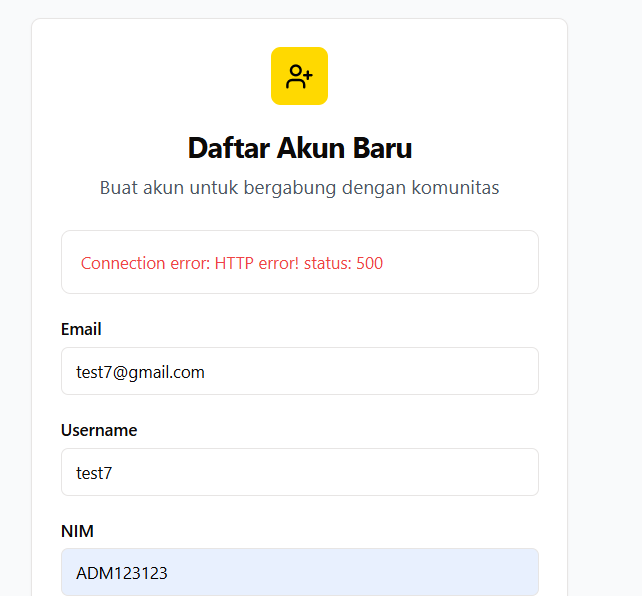 Daftar Akun Baru
Buat akun untuk bergabung dengan komunitas
Connection error: HTTP error! status: 500
Email
test7@gmail.com
Username
test7
NIM
ADM123123